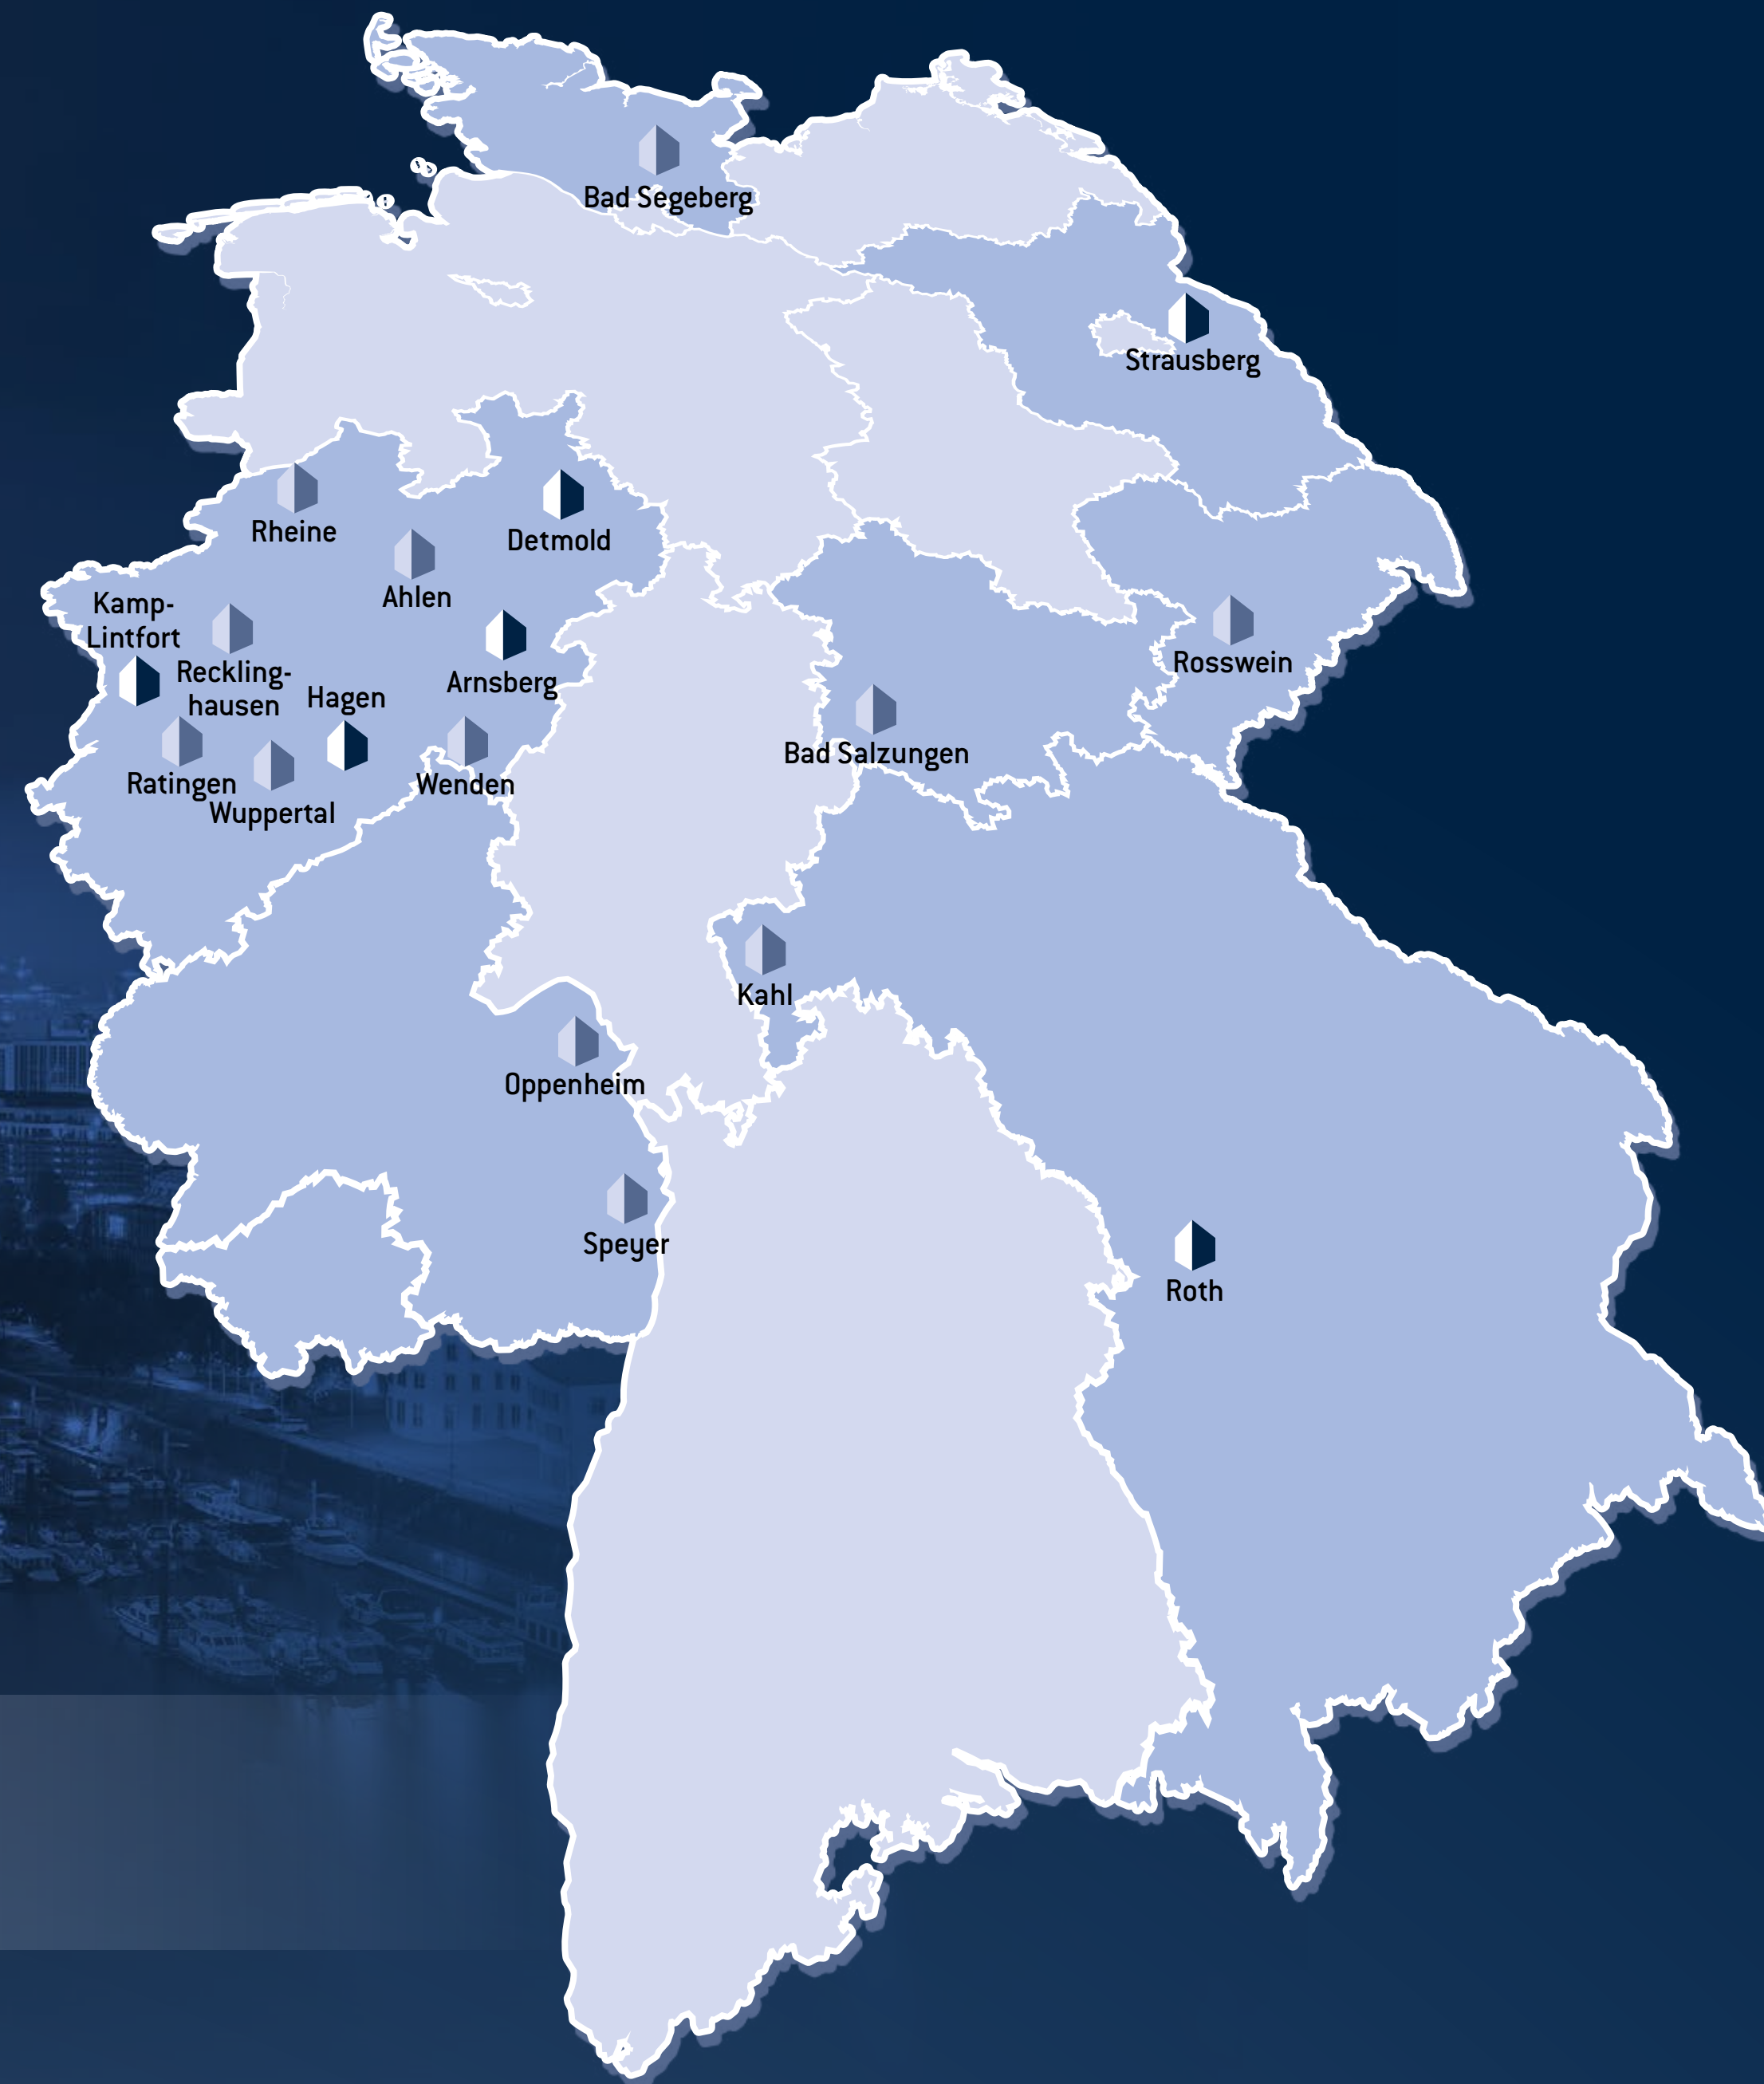 Bad Segeberg
Strausberg
Rheine
Detmold
Ahlen
Kamp-
Lintfort
Reckling-
hausen
Hagen
Arnsberg
Rosswein
Ratingen
Wuppertal
Wenden
Bad Salzungen
Kahl
Oppenheim
Speyer
Roth